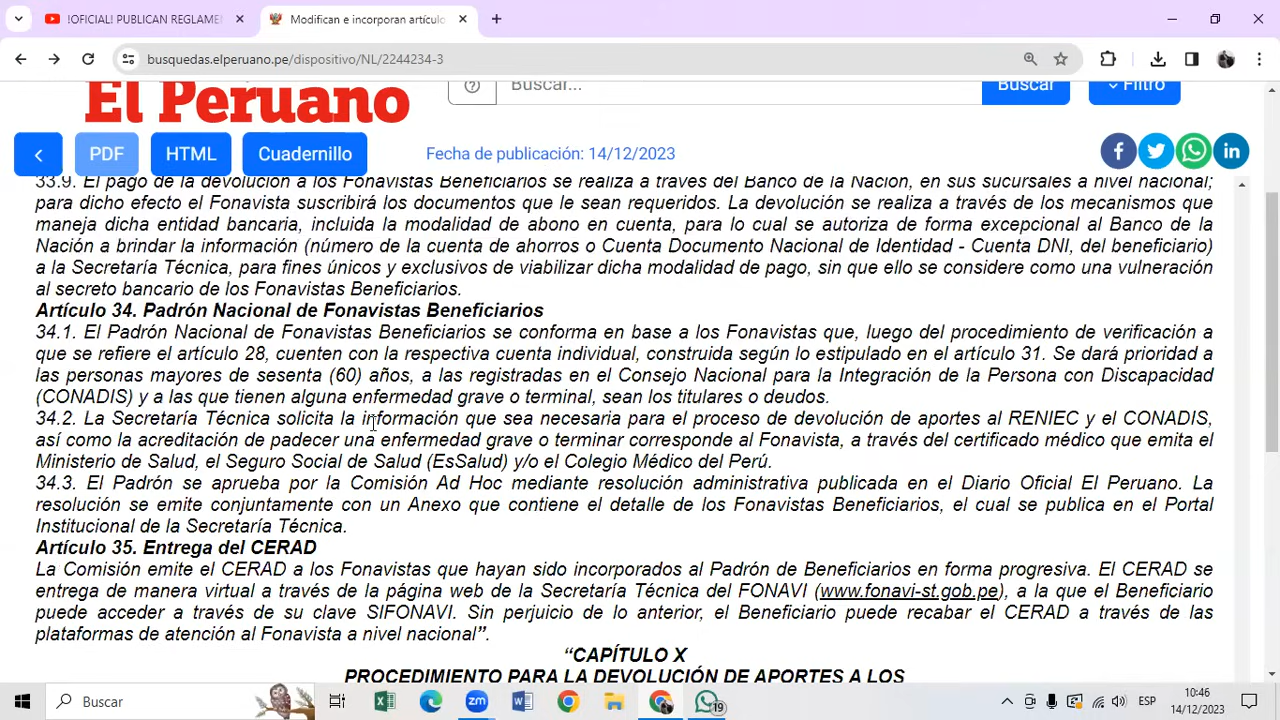 !OFICIAL! PUBLICAN REGLAMEN
Modifican e incorporan artículo
busquedas.elperuano.pe/dispositivo/NL/2244234-3
El Peruano
Buscar...
Buscar
Filtro
PDF
HTML
Cuadernillo
Fecha de publicación: 14/12/2023
33.9. El pago de la devolución a los Fonavistas Beneficiarios se realiza a través del Banco de la Nación, en sus sucursales a nivel nacional;
para dicho efecto el Fonavista suscribirá los documentos que le sean requeridos. La devolución se realiza a través de los mecanismos que
maneja dicha entidad bancaria, incluida la modalidad de abono en cuenta, para lo cual se autoriza de forma excepcional al Banco de la
Nación a brindar la información (número de la cuenta de ahorros o Cuenta Documento Nacional de Identidad - Cuenta DNI, del beneficiario)
a la Secretaría Técnica, para fines únicos y exclusivos de viabilizar dicha modalidad de pago, sin que ello se considere como una vulneración
al secreto bancario de los Fonavistas Beneficiarios.
Artículo 34. Padrón Nacional de Fonavistas Beneficiarios
34.1. El Padrón Nacional de Fonavistas Beneficiarios se conforma en base a los Fonavistas que, luego del procedimiento de verificación a
que se refiere el artículo 28, cuenten con la respectiva cuenta individual, construida según lo estipulado en el artículo 31. Se dará prioridad a
las personas mayores de sesenta (60) años, a las registradas en el Consejo Nacional para la Integración de la Persona con Discapacidad
(CONADIS) y a las que tienen alguna enfermedad grave o terminal, sean los titulares o deudos.
34.2. La Secretaría Técnica solicita la información que sea necesaria para el proceso de devolución de aportes al RENIEC y el CONADIS,
así como la acreditación de padecer una enfermedad grave o terminar corresponde al Fonavista, a través del certificado médico que emita el
Ministerio de Salud, el Seguro Social de Salud (EsSalud) y/o el Colegio Médico del Perú.
34.3. El Padrón se aprueba por la Comisión Ad Hoc mediante resolución administrativa publicada en el Diario Oficial El Peruano. La
resolución se emite conjuntamente con un Anexo que contiene el detalle de los Fonavistas Beneficiarios, el cual se publica en el Portal
Institucional de la Secretaría Técnica.
Artículo 35. Entrega del CERAD
La Comisión emite el CERAD a los Fonavistas que hayan sido incorporados al Padrón de Beneficiarios en forma progresiva. El CERAD se
entrega de manera virtual a través de la página web de la Secretaría Técnica del FONAVI (www.fonavi-st.gob.pe), a la que el Beneficiario
puede acceder a través de su clave SIFONAVI. Sin perjuicio de lo anterior, el Beneficiario puede recabar el CERAD a través de las
plataformas de atención al Fonavista a nivel nacional”.
“CAPÍTULO X
PROCEDIMIENTO PARA LA DEVOLUCIÓN DE APORTES A LOS
Buscar
19
ESP
10:46
14/12/2023